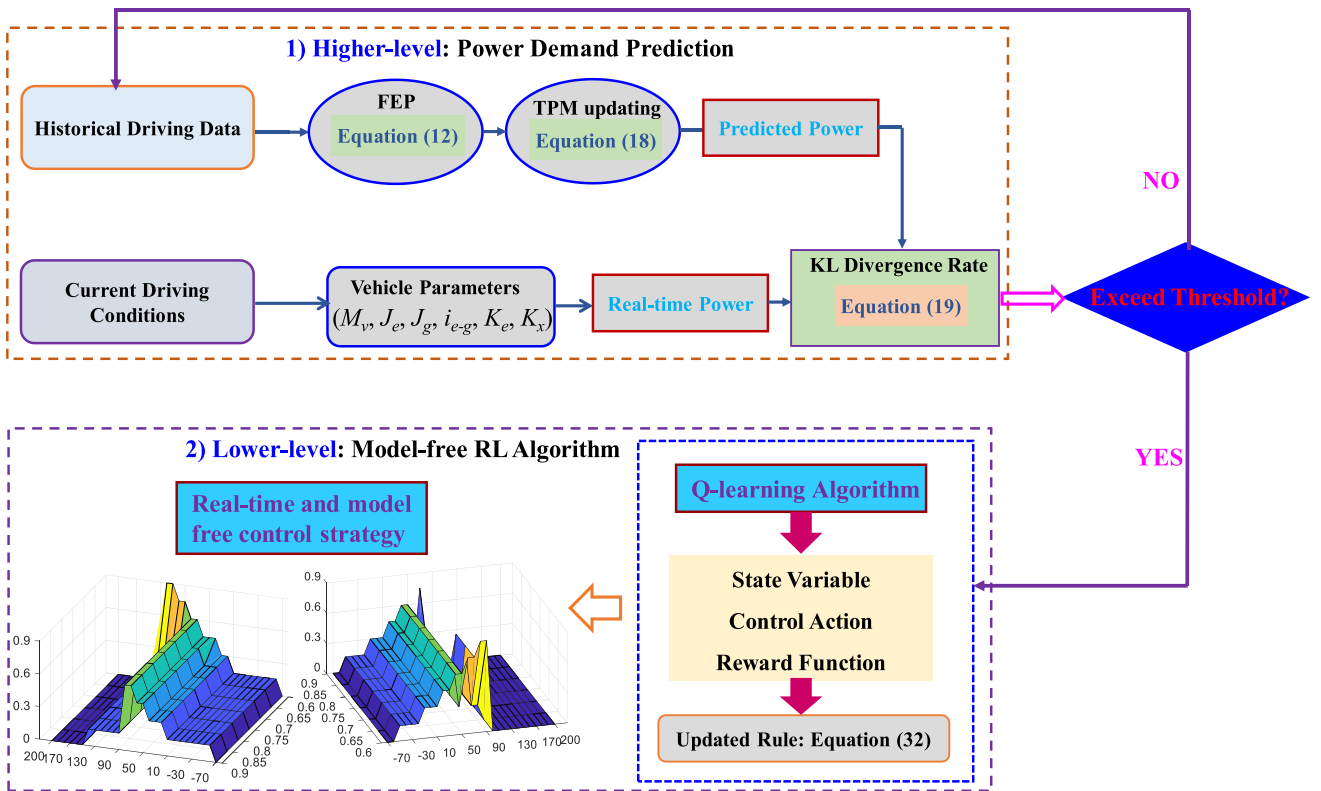 1) Higher-level: Power Demand Prediction
Historical Driving Data
FEP
Equation (12)
TPM updating
Equation (18)
Predicted Power
NO
Current Driving
Conditions
Vehicle Parameters
(Mv, Je, Jg, ie-g, Ke, Kx)
Real-time Power
KL Divergence Rate
Equation (19)
Exceed Threshold?
YES
2) Lower-level: Model-free RL Algorithm
Real-time and model
free control strategy
Q-learning Algorithm
State Variable
Control Action
Reward Function
Updated Rule: Equation (32)
0.9
0.6
0.3
0
200
170
130
90
50
10
-30
-70
0.6
0.65
0.7
0.75
0.8
0.85
0.9
0.9
0.6
0.3
0
0.9
0.85
0.8
0.75
0.7
0.65
0.6
-70
-30
10
50
90
130
170
200